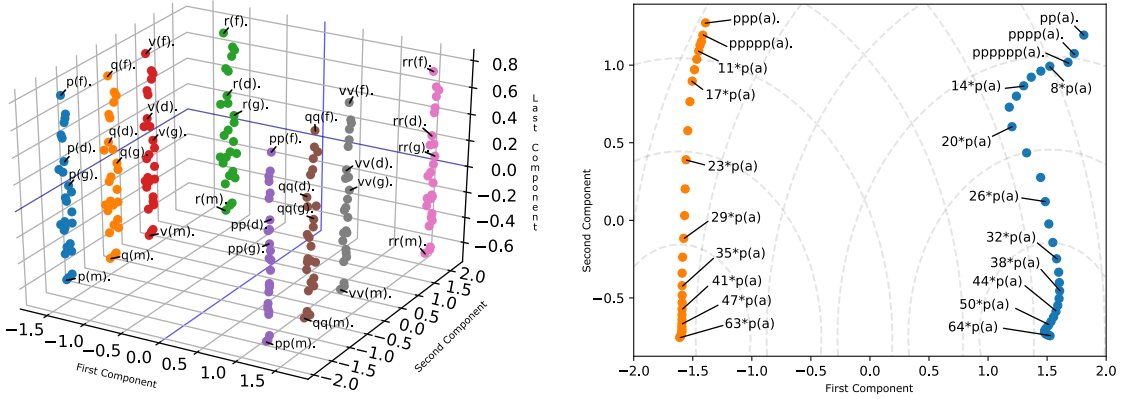 r(f).
v(f).
q(f).
p(f).
rr(f).
vv(f).
r(d).
r(g).
v(d).
v(g).
q(d).
q(g).
qq(f).
rr(d).
rr(g).
pp(f).
p(d).
p(g).
vv(d).
vv(g).
qq(d).
qq(g).
r(m).
pp(d).
pp(g).
v(m).
q(m).
p(m).
rr(m).
vv(m).
qq(m).
pp(m).
0.8
0.6
0.4
0.2
0.0
−0.2
−0.4
−0.6
Last Component
−1.5
−1.0
−0.5
0.0
0.5
1.0
1.5
First Component
2.0
1.5
1.0
0.5
0.0
−0.5
−1.0
−1.5
−2.0
Second Component
ppp(a).
ppppp(a).
11*p(a)
17*p(a)
23*p(a)
29*p(a)
35*p(a)
41*p(a)
47*p(a)
63*p(a)
pp(a).
pppp(a).
pppppp(a).
8*p(a)
14*p(a)
20*p(a)
26*p(a)
32*p(a)
38*p(a)
44*p(a)
50*p(a)
64*p(a)
1.0
0.5
0.0
−0.5
Second Component
−2.0 −1.5 −1.0 −0.5 0.0 0.5 1.0 1.5 2.0
First Component